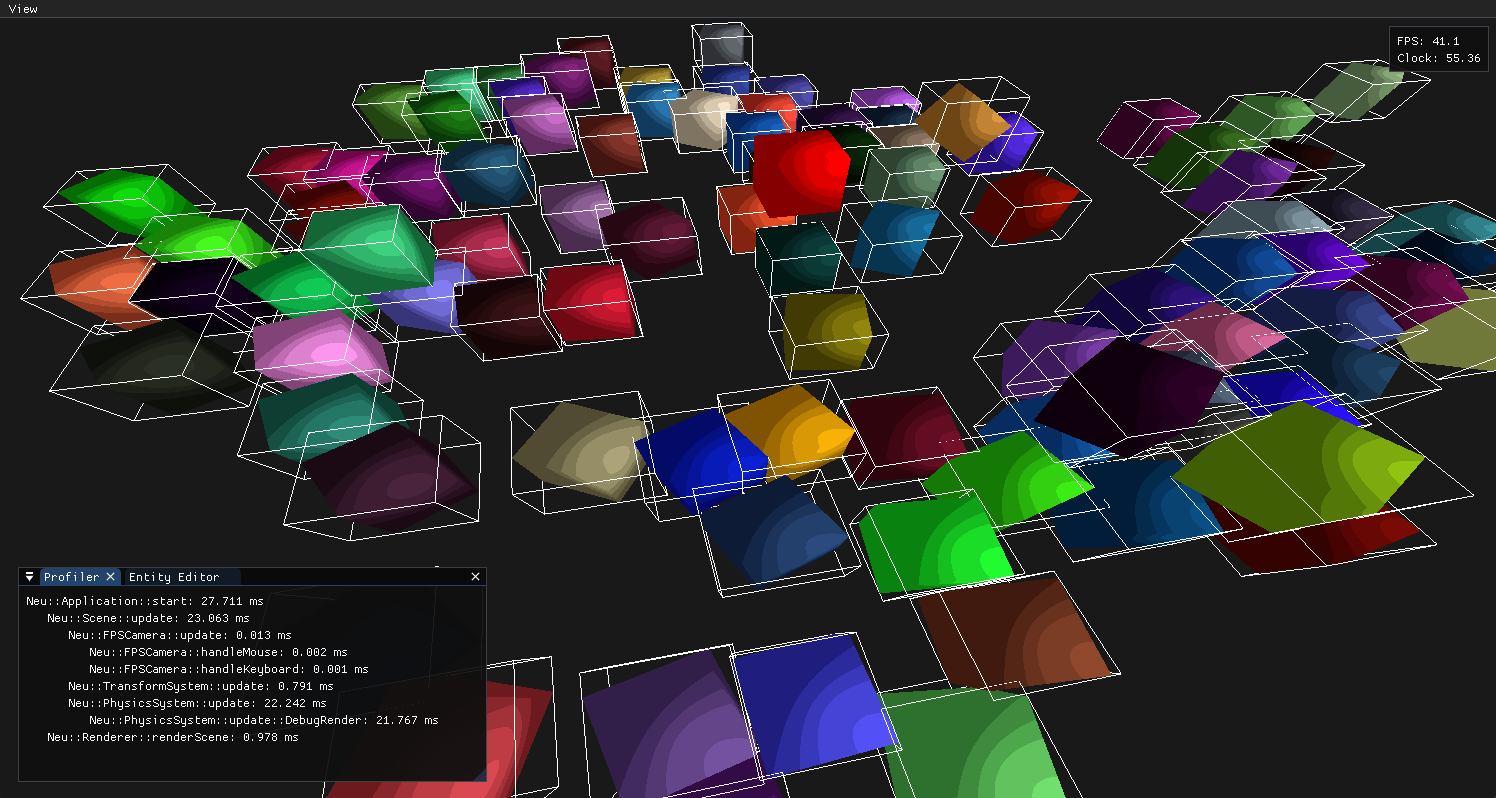 View
FPS: 41.1
Clock: 55.36
Profiler
Entity Editor
Neu::Application::start: 27.711 ms
Neu::Scene::update: 23.063 ms
Neu::FPSCamera::update: 0.013 ms
Neu::FPSCamera::handleMouse: 0.002 ms
Neu::FPSCamera::handleKeyboard: 0.001 ms
Neu::TransformSystem::update: 0.791 ms
Neu::PhysicsSystem::update: 22.242 ms
Neu::PhysicsSystem::update::DebugRender: 21.767 ms
Neu::Renderer::renderScene: 0.978 ms